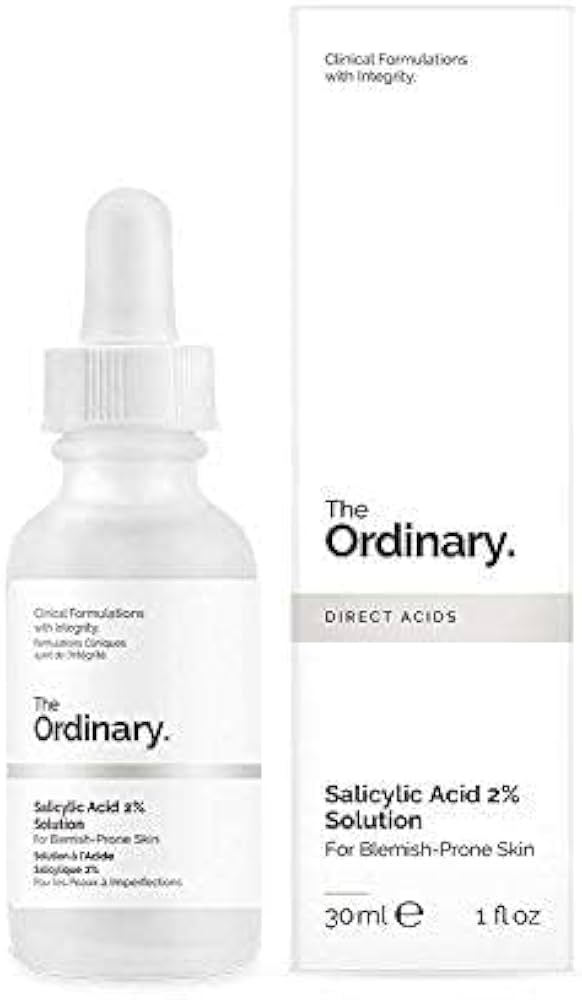 Clinical Formulations
with Integrity.
The
Ordinary.
DIRECT ACIDS
Salicylic Acid 2%
Solution
For Blemish-Prone Skin
30ml e 1 fl oz
Clinical Formulations
with Integrity.
Formulations Cliniques
avec de l'intégrité
The
Ordinary.
Salicylic Acid 2%
Solution
For Blemish-Prone Skin
Solution à l'Acide
Salicylique 2%
Pour les Peaux à Imperfections